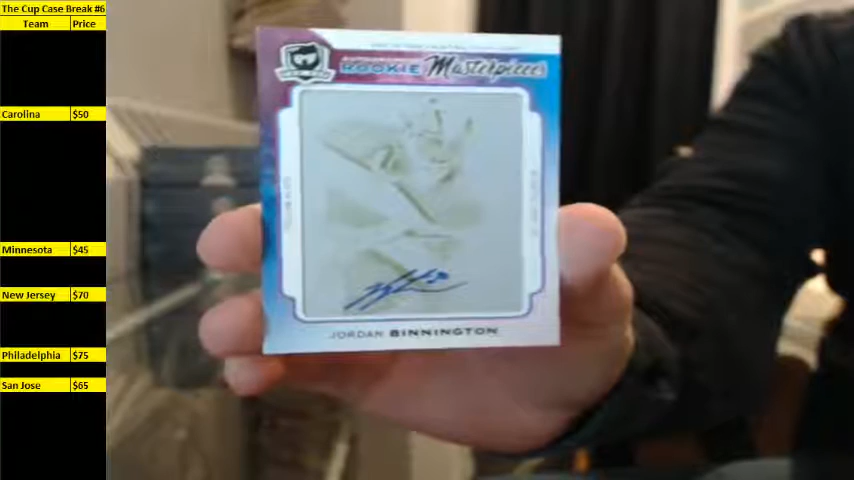 The Cup Case Break #6
Team Price
Carolina $50
Minnesota $45
New Jersey $70
Philadelphia $75
San Jose $65
ROOKIE Masterpieces
JORDAN BINNINGTON